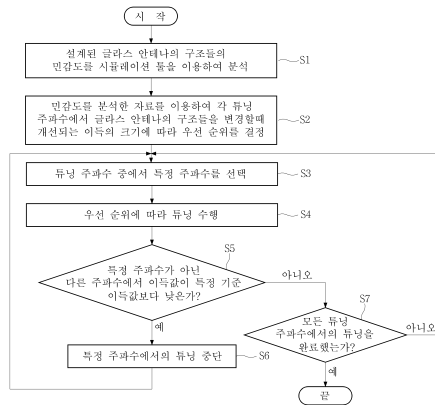 시 작
설계된 글라스 안테나의 구조들의
민감도를 시뮬레이션 툴을 이용하여 분석
S1
민감도를 분석한 자료를 이용하여 각 튜닝
주파수에서 글라스 안테나의 구조들을 변경할때
개선되는 이득의 크기에 따라 우선 순위를 결정
S2
튜닝 주파수 중에서 특정 주파수를 선택
S3
우선 순위에 따라 튜닝 수행
S4
S5
특정 주파수가 아닌
다른 주파수에서 이득값이 특정 기준
이득값보다 낮은가?
아니오
예
특정 주파수에서의 튜닝 중단
S6
S7
모든 튜닝
주파수에서의 튜닝을
완료했는가?
아니오
예
끝